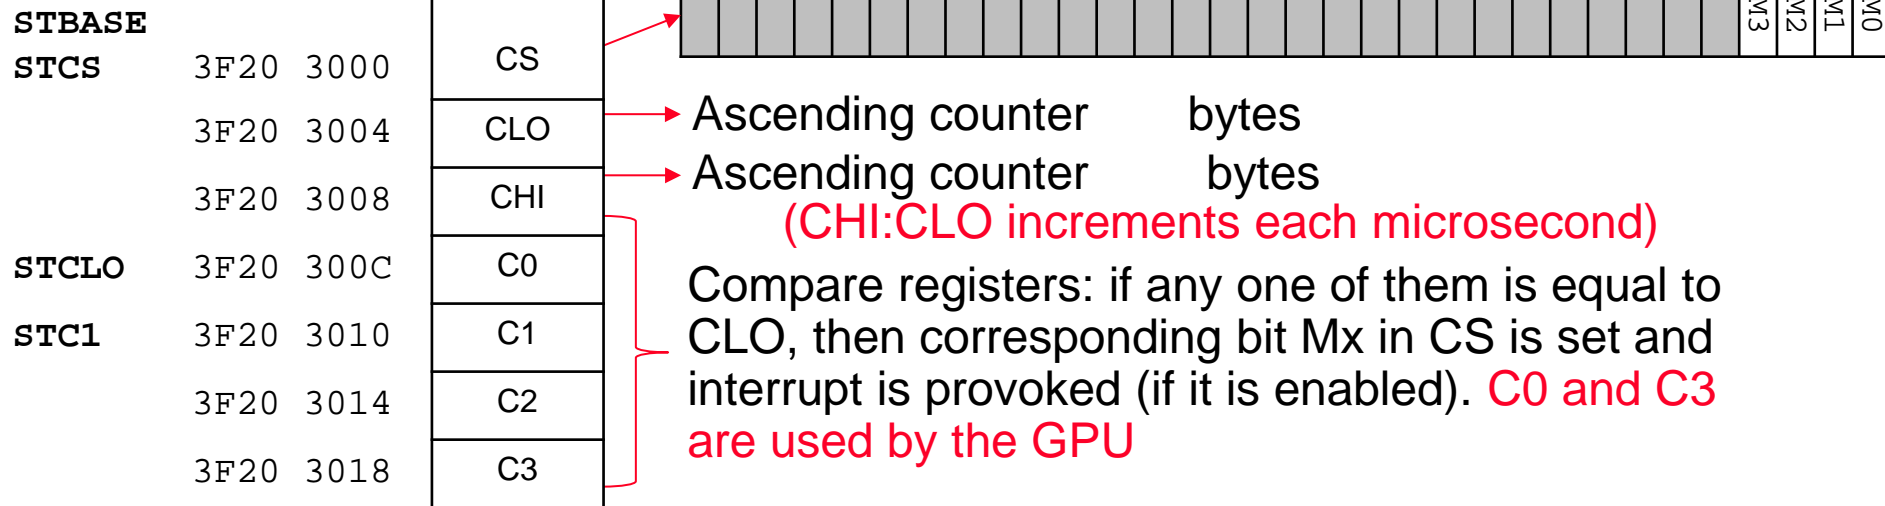 STBASE
M3 M2 M1 M0
STCS 3F20 3000 CS
3F20 3004 CLO Ascending counter bytes
3F20 3008 CHI Ascending counter bytes
(CHI:CLO increments each microsecond)
STCLO 3F20 300C C0
STC1 3F20 3010 C1
3F20 3014 C2
3F20 3018 C3
Compare registers: if any one of them is equal to
CLO, then corresponding bit Mx in CS is set and
interrupt is provoked (if it is enabled). C0 and C3
are used by the GPU